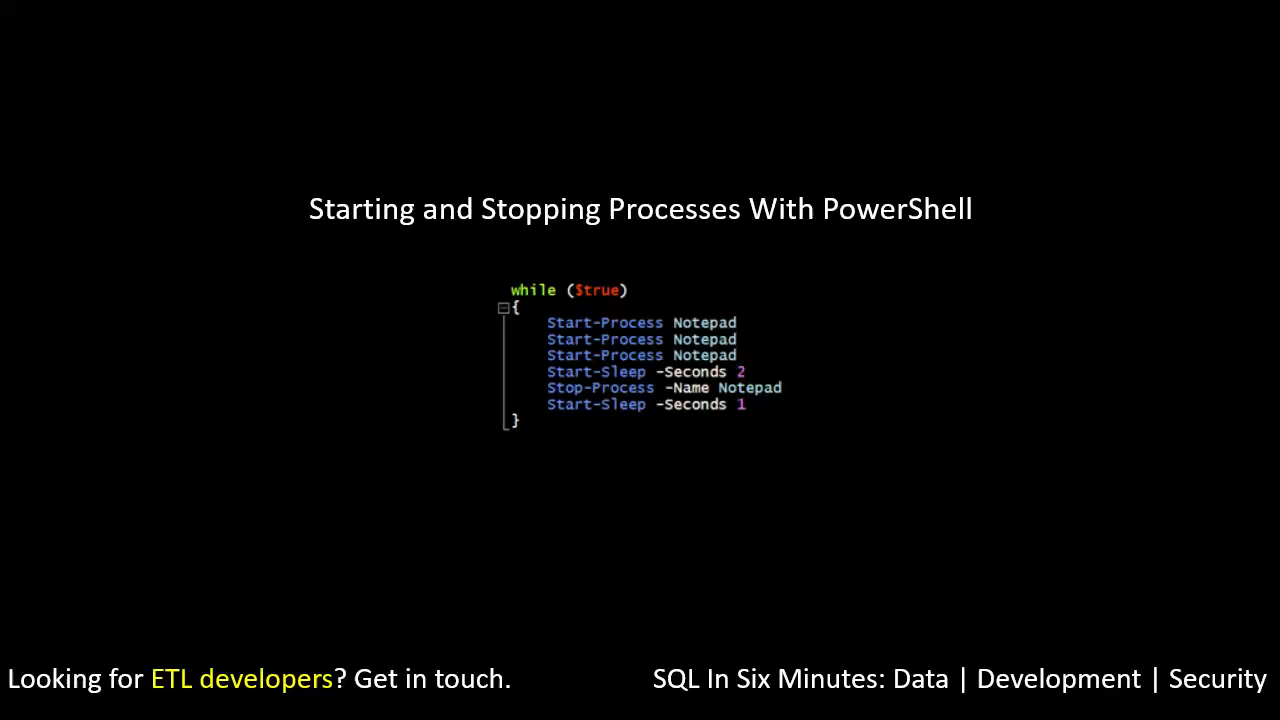 Starting and Stopping Processes With PowerShell
while ($true)
{
Start-Process Notepad
Start-Process Notepad
Start-Process Notepad
Start-Sleep -Seconds 2
Stop-Process -Name Notepad
Start-Sleep -Seconds 1
}
Looking for ETL developers? Get in touch.
SQL In Six Minutes: Data | Development | Security